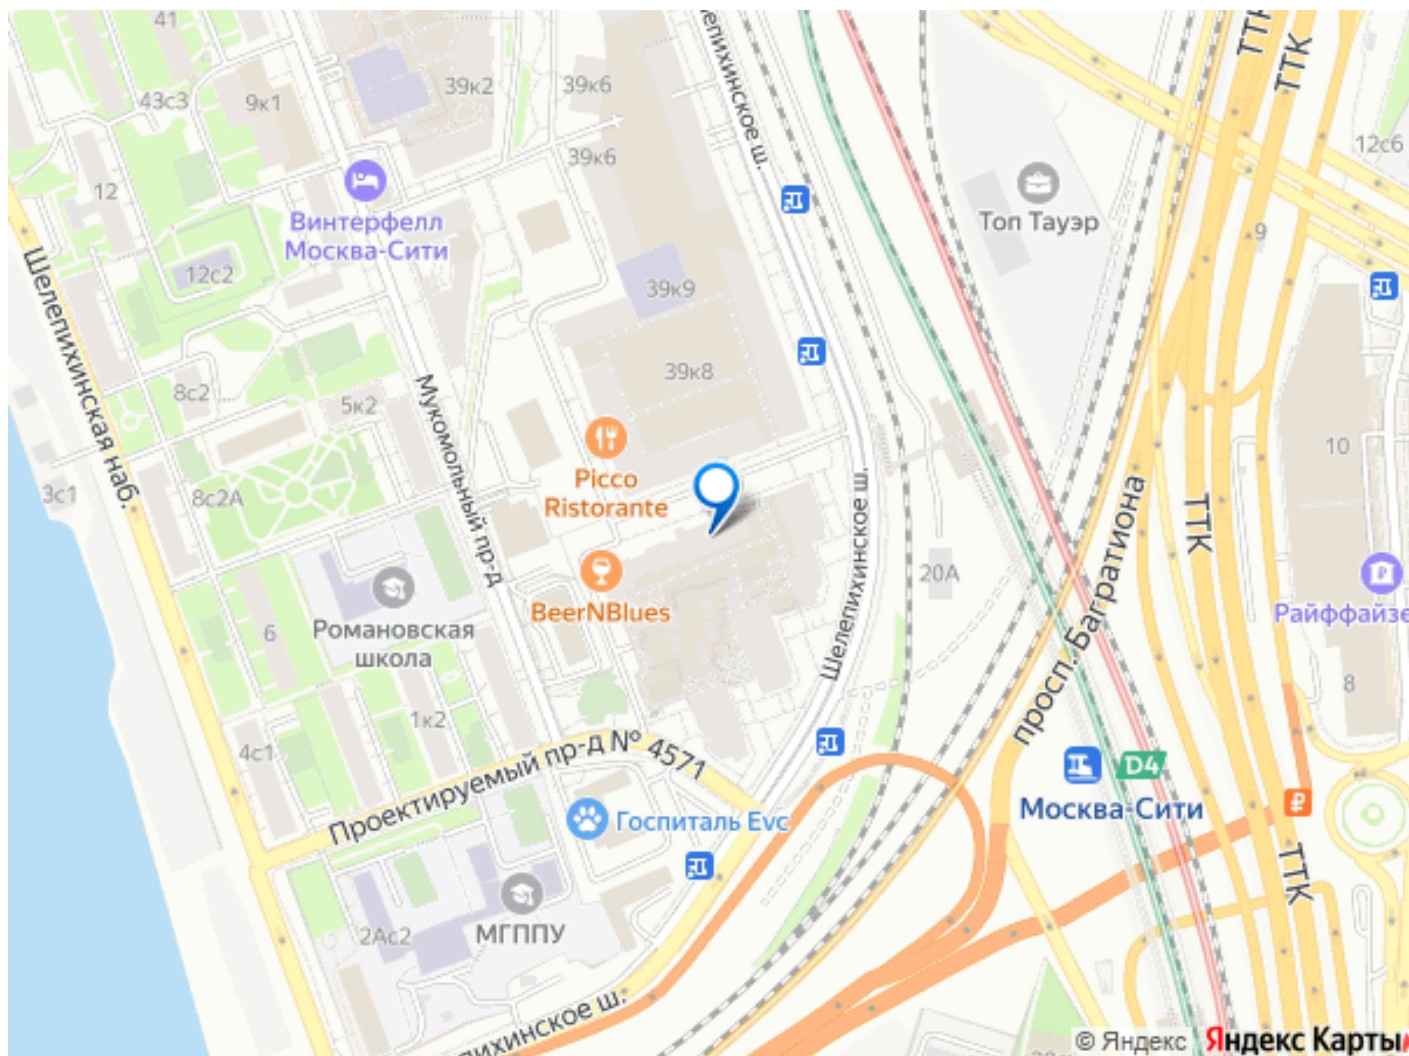 41
43с3
9к1
39к2
39к6
39к6
ТТК
ТТК
12с6
12
Винтерфелл
Москва-Сити
Топ Тауэр
9
Шелепихинское ш.
12с2
39к9
Шелепихинская наб.
8с2
5к2
39к8
Мукомольный пр-д
10
3с1
8с2А
Picco
Ristorante
Шелепихинское ш.
просп. Багратиона
ТТК
20А
BeerNBlues
Райффайзе
6
Романовская
школа
8
1к2
4с1
Проектируемый пр-д № 4571
D4
Москва-Сити
Госпиталь Evc
ТТК
2Ас2
МГППУ
пихинское ш.
© Яндекс Яндекс Карты